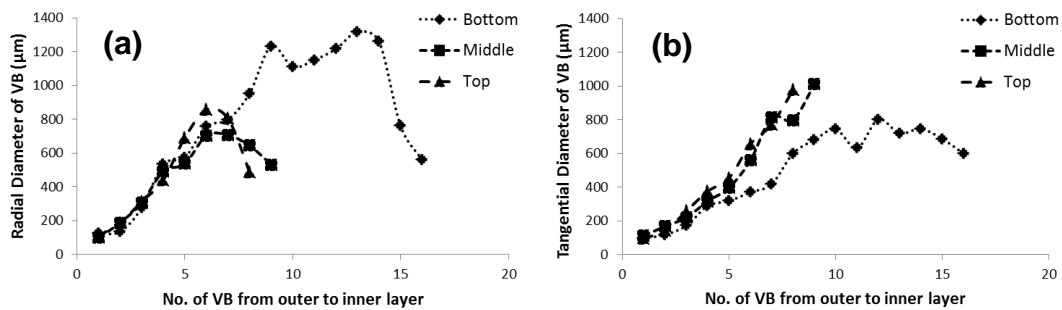 (a)
Radial Diameter of VB (µm)
1400
1200
1000
800
600
400
200
0
0
5
10
15
20
No. of VB from outer to inner layer
Bottom
Middle
Top
(b)
Tangential Diameter of VB (µm)
1400
1200
1000
800
600
400
200
0
0
5
10
15
20
No. of VB from outer to inner layer
Bottom
Middle
Top